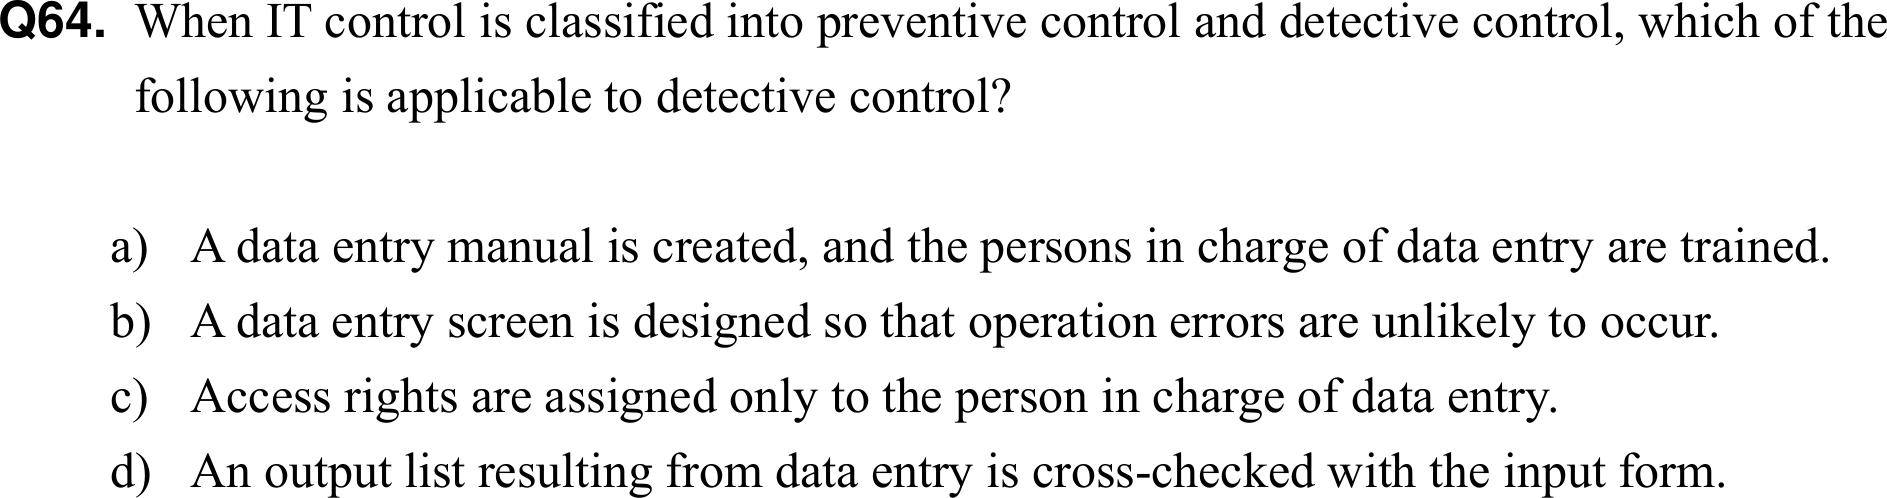 Q64. When IT control is classified into preventive control and detective control, which of the
following is applicable to detective control?
a) A data entry manual is created, and the persons in charge of data entry are trained.
b) A data entry screen is designed so that operation errors are unlikely to occur.
c) Access rights are assigned only to the person in charge of data entry.
d) An output list resulting from data entry is cross-checked with the input form.